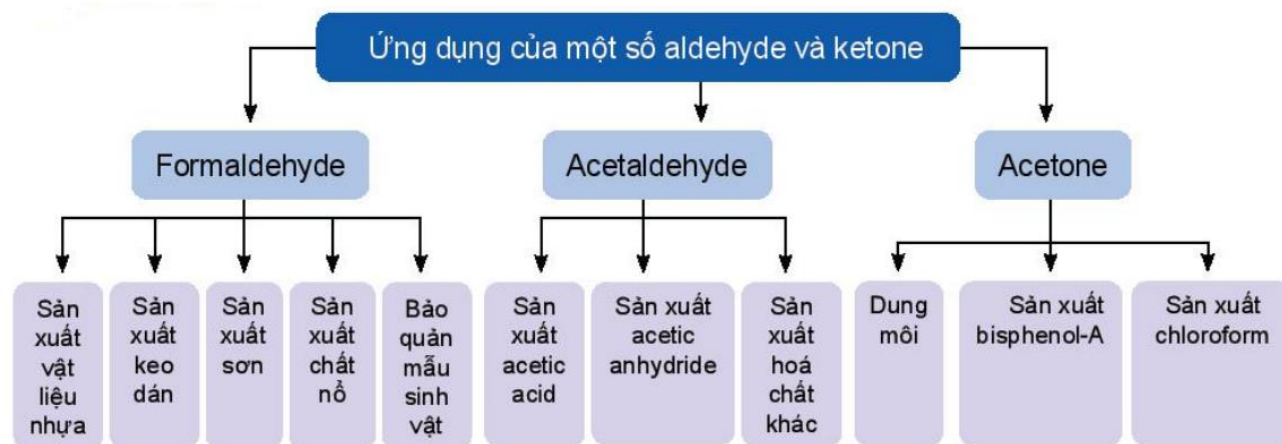 Ứng dụng của một số aldehyde và ketone
Formaldehyde
Acetaldehyde
Acetone
Sản
xuất
vật
liệu
nhựa
Sản
xuất
keo
dán
Sản
xuất
sơn
Sản
xuất
chất
nổ
Bảo
quản
mẫu
sinh
vật
Sản
xuất
acetic
acid
Sản xuất
acetic
anhydride
Sản
xuất
hoá
chất
khác
Dung
môi
Sản xuất
bisphenol-A
Sản xuất
chloroform